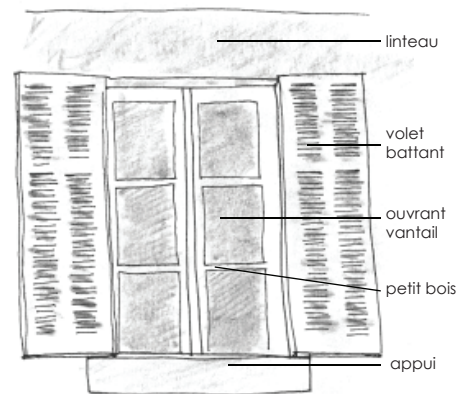 linteau
volet
battant
ouvrant
vantail
petit bois
appui